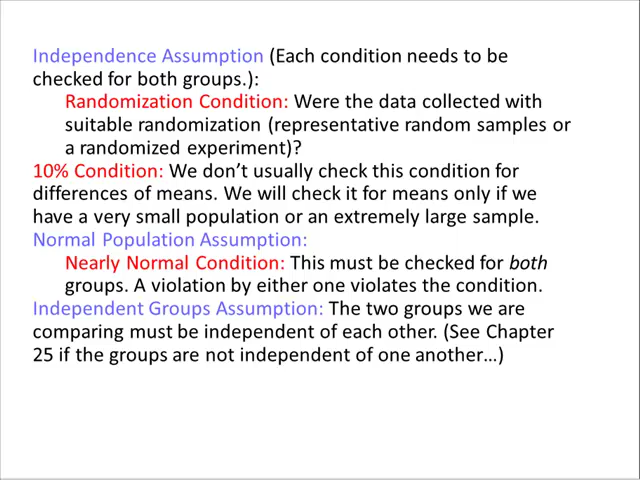 Independence Assumption (Each condition needs to be
checked for both groups.):
Randomization Condition: Were the data collected with
suitable randomization (representative random samples or
a randomized experiment)?
10% Condition: We don’t usually check this condition for
differences of means. We will check it for means only if we
have a very small population or an extremely large sample.
Normal Population Assumption:
Nearly Normal Condition: This must be checked for both
groups. A violation by either one violates the condition.
Independent Groups Assumption: The two groups we are
comparing must be independent of each other. (See Chapter
25 if the groups are not independent of one another…)